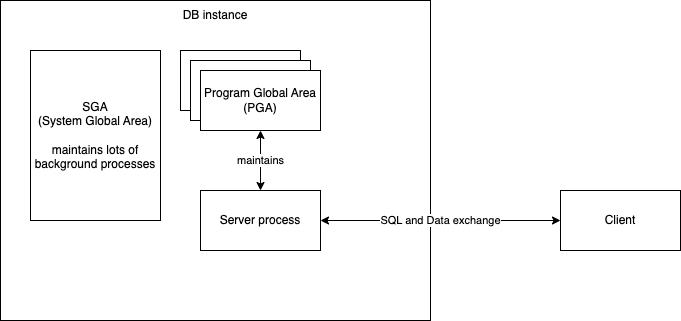 DB instance
SGA
(System Global Area)
maintains lots of
background processes
Program Global Area
(PGA)
maintains
Server process
SQL and Data exchange
Client